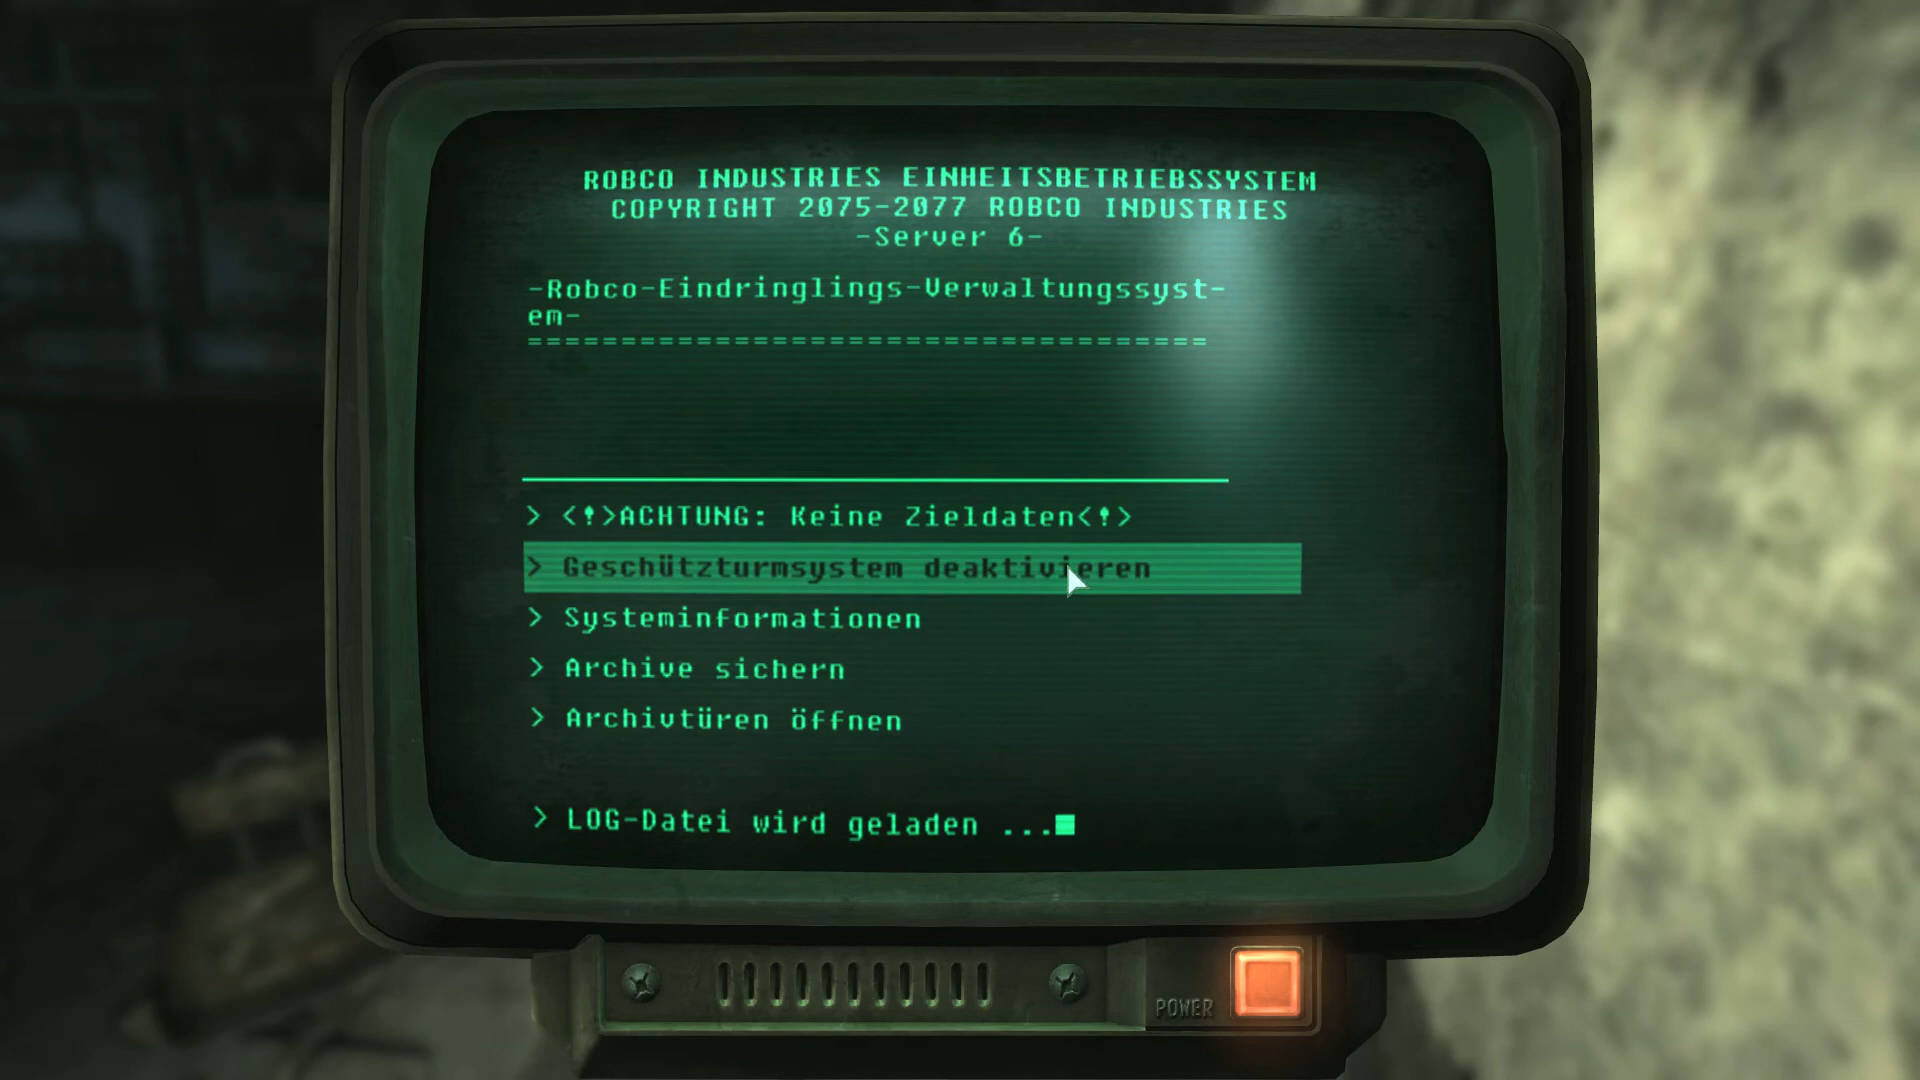 ROBCO INDUSTRIES EINHEITSBETRIEBSSYSTEM
COPYRIGHT 2075-2077 ROBCO INDUSTRIES
-Server 6-
-Robco-Eindringlings-Verwaltungssyst-
em-
=====================================
> <!>ACHTUNG: Keine Zieldaten<!>
> Geschützturmsystem deaktivieren
> Systeminformationen
> Archive sichern
> Archivtüren öffnen
> LOG-Datei wird geladen ...
POWER